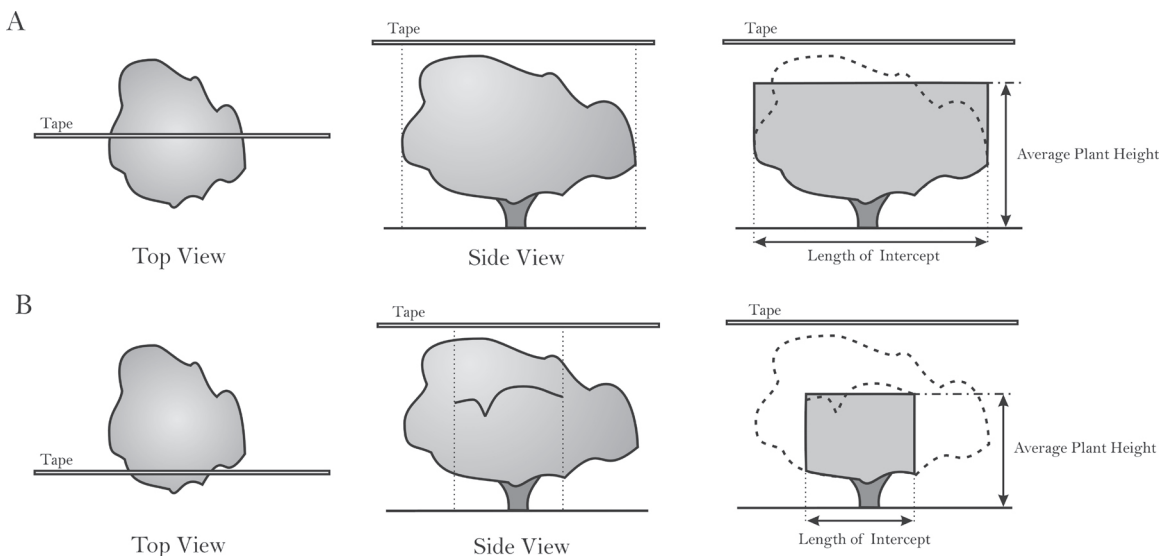 A
Tape
Top View
Tape
Side View
Tape
Average Plant Height
Length of Intercept
B
Tape
Top View
Tape
Side View
Tape
Average Plant Height
Length of Intercept